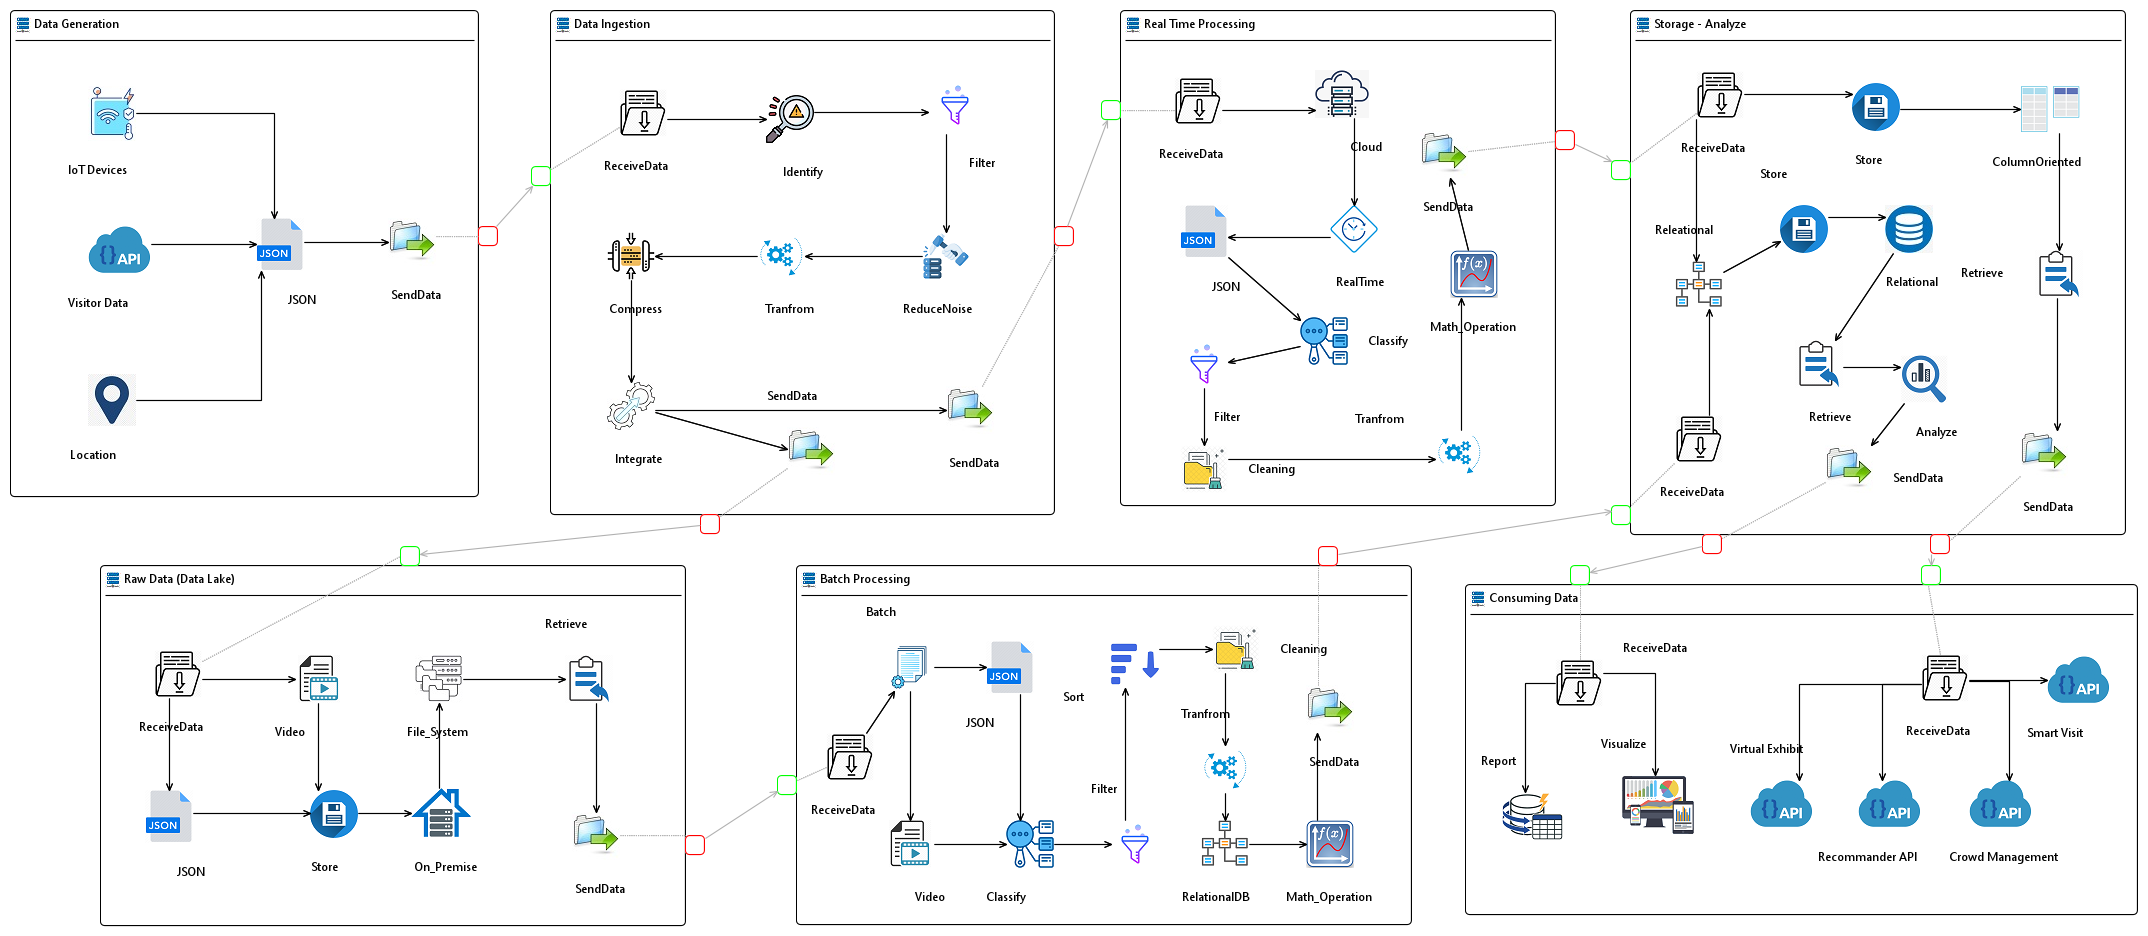 Data Generation
IoT Devices
Visitor Data
{}API
JSON
JSON
SendData
Location
Data Ingestion
ReceiveData
Identify
Filter
Compress
Tranfrom
ReduceNoise
SendData
Integrate
SendData
Real Time Processing
ReceiveData
Cloud
SendData
JSON
JSON
RealTime
f(x)
Math_Operation
Classify
Filter
Tranfrom
Cleaning
Storage - Analyze
ReceiveData
Store
Store
ColumnOriented
Releational
Relational
Retrieve
Retrieve
Analyze
ReceiveData
SendData
SendData
Raw Data (Data Lake)
Retrieve
ReceiveData
Video
File_System
JSON
JSON
Store
On_Premise
SendData
Batch Processing
Batch
JSON
JSON
Sort
Cleaning
Tranfrom
ReceiveData
SendData
Filter
f(x)
Video
Classify
RelationalDB
Math_Operation
Consuming Data
ReceiveData
{}API
ReceiveData
Smart Visit
Report
Visualize
Virtual Exhibit
{}API
{}API
{}API
Recommander API
Crowd Management